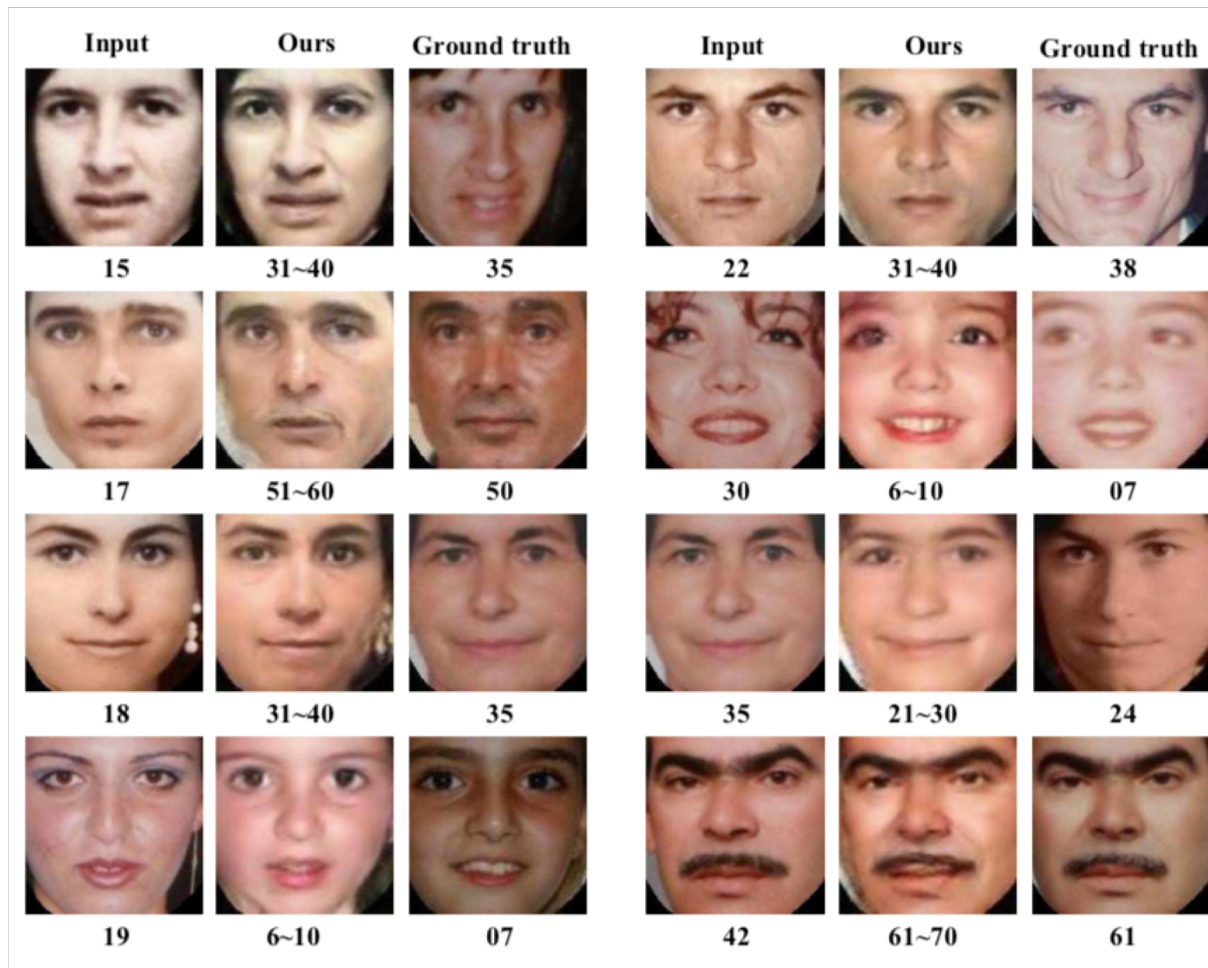 Input Ours Ground truth Input Ours Ground truth
15 31~40 35 22 31~40 38
17 51~60 50 30 6~10 07
18 31~40 35 35 21~30 24
19 6~10 07 42 61~70 61